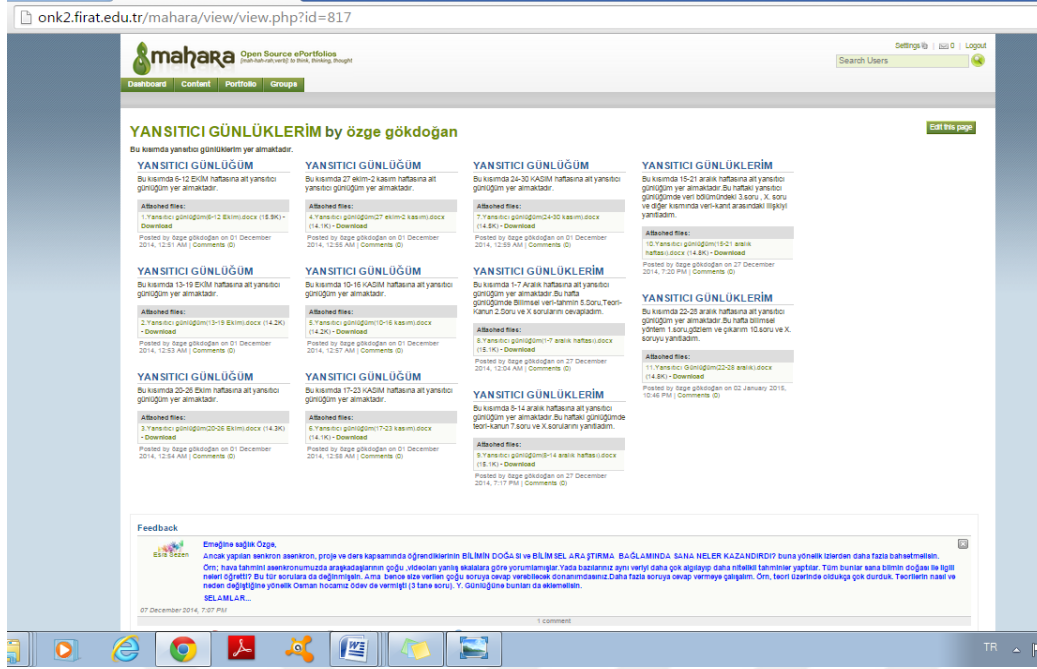 onk2.firat.edu.tr/mahara/view/view.php?id=817
mahara Open Source ePortfolios
[mah-hah-rah,verb]: to think, thinking, thought
Settings | 0 | Logout
Search Users
Dashboard Content Portfolio Groups
YANSITICI GÜNLÜKLERİM by özge gökdoğan
Edit this page
Bu kısımda yansıtıcı günlüklerim yer almaktadır.
YANSITICI GÜNLÜĞÜM
Bu kısımda 6-12 EKİM haftasına ait yansıtıcı
günlüğüm yer almaktadır.
Attached files:
1.Yansıtıcı günlüğüm(6-12 Ekim).docx (18.9K) -
Download
Posted by özge gökdoğan on 01 December
2014, 12:51 AM | Comments (0)
YANSITICI GÜNLÜĞÜM
Bu kısımda 13-19 EKİM haftasına ait yansıtıcı
günlüğüm yer almaktadır.
Attached files:
2.Yansıtıcı günlüğüm(13-19 Ekim).docx (14.2K)
- Download
Posted by özge gökdoğan on 01 December
2014, 12:53 AM | Comments (0)
YANSITICI GÜNLÜĞÜM
Bu kısımda 20-26 Ekim haftasına ait yansıtıcı
günlüğüm yer almaktadır.
Attached files:
3.Yansıtıcı günlüğüm(20-26 Ekim).docx (14.3K)
- Download
Posted by özge gökdoğan on 01 December
2014, 12:54 AM | Comments (0)
YANSITICI GÜNLÜĞÜM
Bu kısımda 27 ekim-2 kasım haftasına ait
yansıtıcı günlüğüm yer almaktadır.
Attached files:
4.Yansıtıcı günlüğüm(27 ekim-2 kasım).docx
(14.1K) - Download
Posted by özge gökdoğan on 01 December
2014, 12:55 AM | Comments (0)
YANSITICI GÜNLÜĞÜM
Bu kısımda 10-16 KASIM haftasına ait yansıtıcı
günlüğüm yer almaktadır.
Attached files:
5.Yansıtıcı günlüğüm(10-16 kasım).docx
(14.2K) - Download
Posted by özge gökdoğan on 01 December
2014, 12:57 AM | Comments (0)
YANSITICI GÜNLÜĞÜM
Bu kısımda 17-23 KASIM haftasına ait yansıtıcı
günlüğüm yer almaktadır.
Attached files:
6.Yansıtıcı günlüğüm(17-23 kasım).docx
(14.1K) - Download
Posted by özge gökdoğan on 01 December
2014, 12:58 AM | Comments (0)
YANSITICI GÜNLÜĞÜM
Bu kısımda 24-30 KASIM haftasına ait yansıtıcı
günlüğüm yer almaktadır.
Attached files:
7.Yansıtıcı günlüğüm(24-30 kasım).docx
(14.8K) - Download
Posted by özge gökdoğan on 01 December
2014, 12:59 AM | Comments (0)
YANSITICI GÜNLÜKLERİM
Bu kısımda 1-7 Aralık haftasına ait yansıtıcı
günlüğüm yer almaktadır.Bu hafta
günlüğümde Bilimsel veri-tahmin 5.Soru,Teori-
Kanun 2.Soru ve X sorularını cevapladım.
Attached files:
8.Yansıtıcı günlüğüm(1-7 aralık haftası).docx
(15.1K) - Download
Posted by özge gökdoğan on 27 December
2014, 12:04 AM | Comments (0)
YANSITICI GÜNLÜKLERİM
Bu kısımda 8-14 aralık haftasına ait yansıtıcı
günlüğüm yer almaktadır.Bu haftaki günlüğümde
teori-kanun 7.soru ve X.sorularını yanıtladım.
Attached files:
9.Yansıtıcı günlüğüm(8-14 aralık haftası).docx
(18.1K) - Download
Posted by özge gökdoğan on 27 December
2014, 7:17 PM | Comments (0)
YANSITICI GÜNLÜKLERİM
Bu kısımda 15-21 aralık haftasına ait yansıtıcı
günlüğüm yer almaktadır.Bu haftaki yansıtıcı
günlüğümde veri bölümündeki 3.soru , X. soru
ve diğer kısmında veri-kanıt arasındaki ilişkiyi
yanıtladım.
Attached files:
10.Yansıtıcı günlüğüm(15-21 aralık
haftası).docx (14.8K) - Download
Posted by özge gökdoğan on 27 December
2014, 7:20 PM | Comments (0)
YANSITICI GÜNLÜKLERİM
Bu kısımda 22-28 aralık haftasına ait yansıtıcı
günlüğüm yer almaktadır.Bu hafta bilimsel
yöntem 1.soru,gözlem ve çıkarım 10.soru ve X.
soruyu yanıtladım.
Attached files:
11.Yansıtıcı Günlüğüm(22-28 aralık).docx
(14.8K) - Download
Posted by özge gökdoğan on 02 January 2015,
10:46 PM | Comments (0)
Feedback
Esra Sezen
Emeğine sağlık Özge,
Ancak yapılan senkron asenkron, proje ve ders kapsamında öğrendiklerinin BİLİMİN DOĞASI ve BİLİMSEL ARAŞTIRMA BAĞLAMINDA SANA NELER KAZANDIRDI? buna yönelik izlerden daha fazla bahsetmelisin.
Örn; hava tahmini asenkronumuzda araşkadaşlarının çoğu ,videoları yanlış skalalara göre yorumlamışlar.Yada bazılarınız aynı veriyi daha çok algılayıp daha nitelikli tahminler yaptılar. Tüm bunlar sana bilimin doğası ile ilgili
neleri öğretti? Bu tür sorulara da değinmelisin. Ama bence size verilen çoğu soruya cevap verebilecek donanımdasınız.Daha fazla soruya cevap vermeye çalışalım. Örn, teori üzerinde oldukça çok durduk. Teorilerin nasıl ve
neden değiştiğine yönelik Osman hocamız ödev de vermişti (3 tane soru). Y. Günlüğüne bunları da eklemelisin.
SELAMLAR...
07 December 2014, 7:07 PM
1 comment
TR